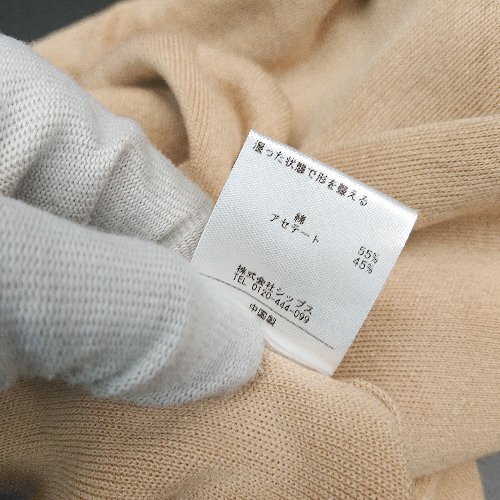 湿った状態で形を整える
綿 55%
アセテート 45%
株式会社シップス
TEL 0120-444-099
中国製